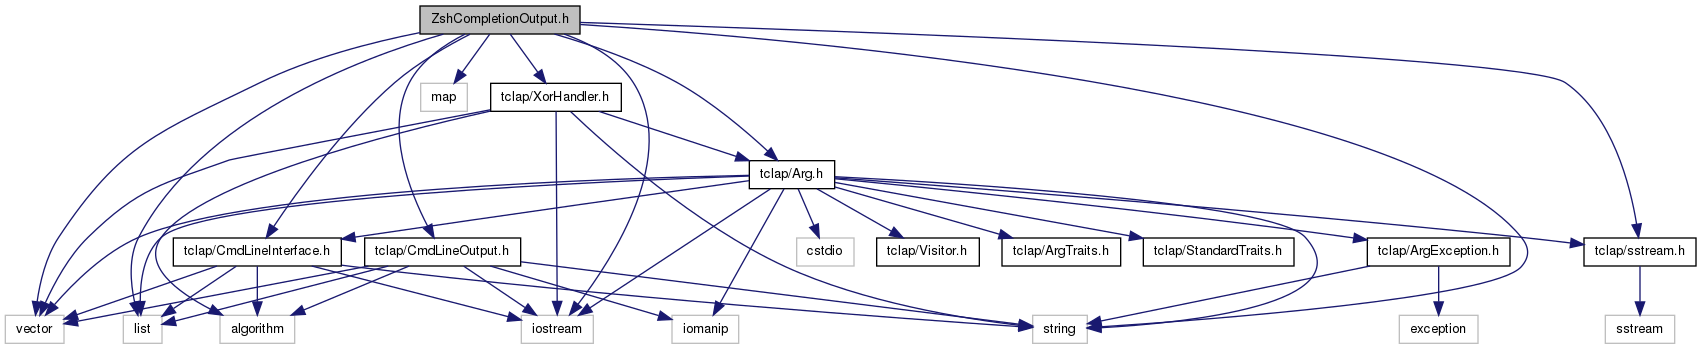 ZshCompletionOutput.h
map
tclap/XorHandler.h
tclap/Arg.h
tclap/CmdLineInterface.h
tclap/CmdLineOutput.h
cstdio
tclap/Visitor.h
tclap/ArgTraits.h
tclap/StandardTraits.h
tclap/ArgException.h
tclap/sstream.h
vector
list
algorithm
iostream
iomanip
string
exception
sstream